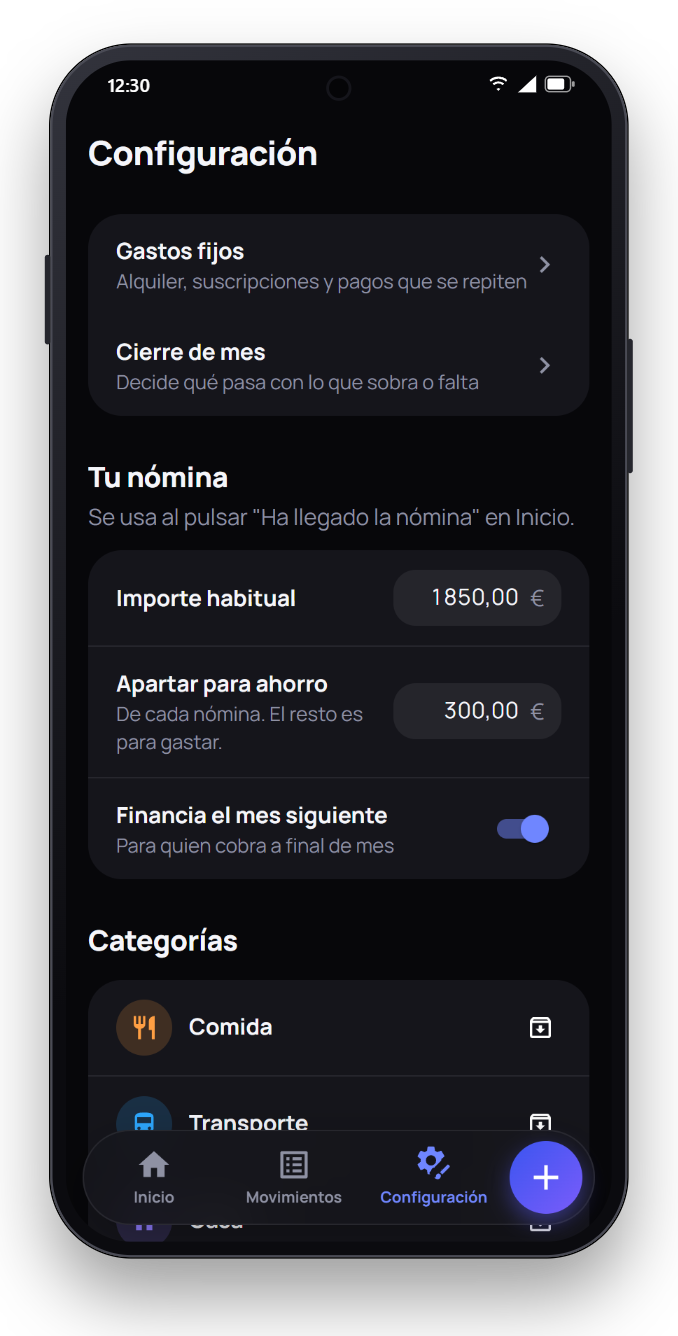 12:30
Configuración
Gastos fijos
Alquiler, suscripciones y pagos que se repiten
Cierre de mes
Decide qué pasa con lo que sobra o falta
Tu nómina
Se usa al pulsar "Ha llegado la nómina" en Inicio.
Importe habitual
1850,00 €
Apartar para ahorro
De cada nómina. El resto es
para gastar.
300,00 €
Financia el mes siguiente
Para quien cobra a final de mes
Categorías
Comida
Transporte
Inicio
Movimientos
Configuración